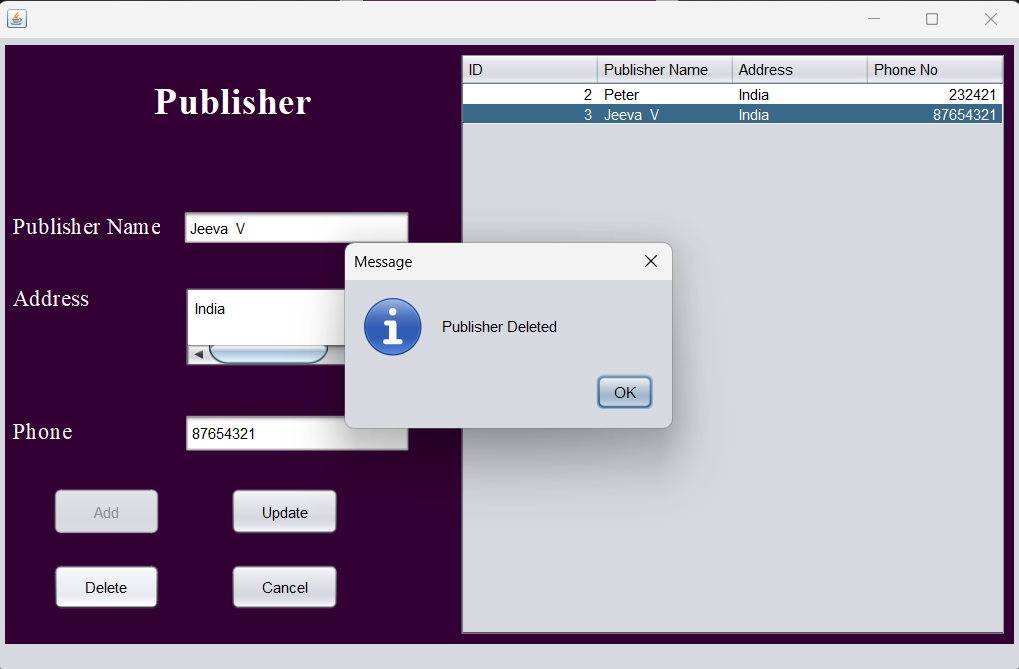 Publisher
Publisher Name
Jeeva  V
Address
India
Phone
87654321
Add
Update
Delete
Cancel
ID Publisher Name Address Phone No
2 Peter India 232421
3 Jeeva  V India 87654321
Message
Publisher Deleted
OK